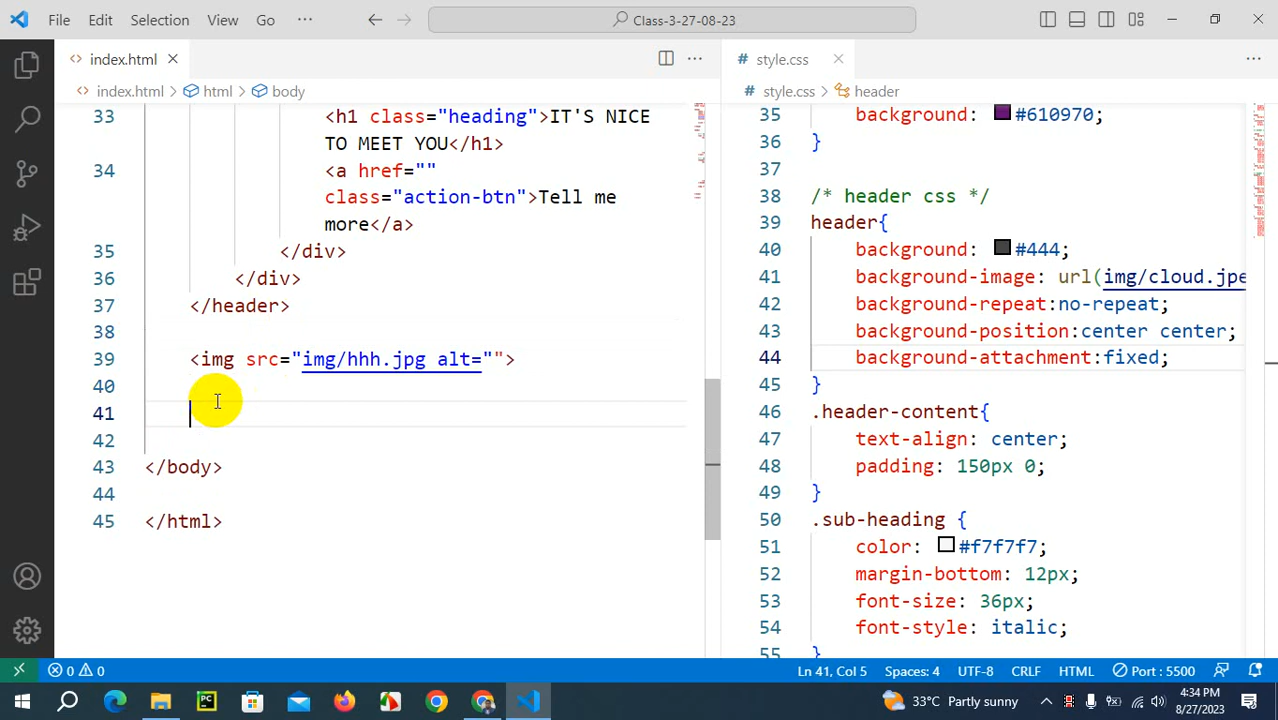 File Edit Selection View Go ··· Class-3-27-08-23
index.html
index.html > html > body
33 <h1 class="heading">IT'S NICE
TO MEET YOU</h1>
34 <a href=""
class="action-btn">Tell me
more</a>
35 </div>
36 </div>
37 </header>
38
39 <img src="img/hhh.jpg alt="">
40
41
42
43 </body>
44
45 </html>
# style.css
# style.css > header
35 background: #610970;
36 }
37
38 /* header css */
39 header{
40 background: #444;
41 background-image: url(img/cloud.jpe
42 background-repeat:no-repeat;
43 background-position:center center;
44 background-attachment:fixed;
45 }
46 .header-content{
47 text-align: center;
48 padding: 150px 0;
49 }
50 .sub-heading {
51 color: #f7f7f7;
52 margin-bottom: 12px;
53 font-size: 36px;
54 font-style: italic;
55 }
0 0 Ln 41, Col 5 Spaces: 4 UTF-8 CRLF HTML Port : 5500
PC 33°C Partly sunny 4:34 PM
8/27/2023